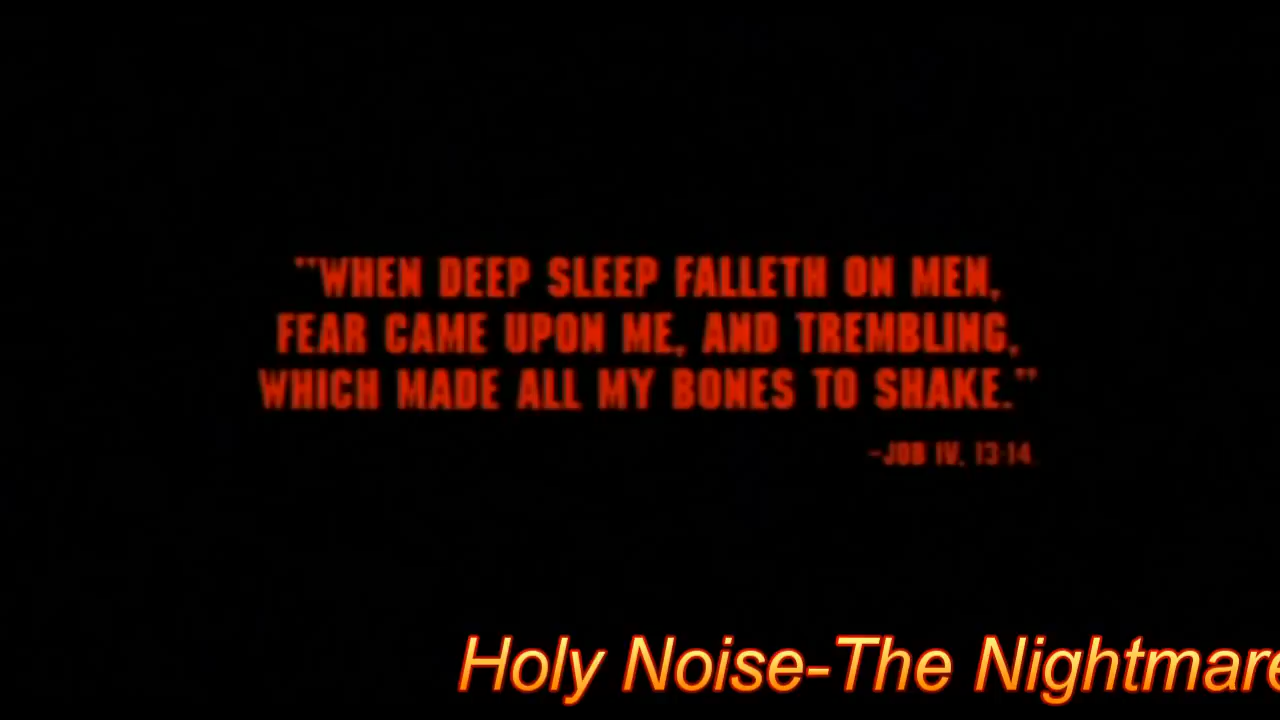 "WHEN DEEP SLEEP FALLETH ON MEN,
FEAR CAME UPON ME, AND TREMBLING,
WHICH MADE ALL MY BONES TO SHAKE."
-JOB IV, 13-14
Holy Noise-The Nightmare